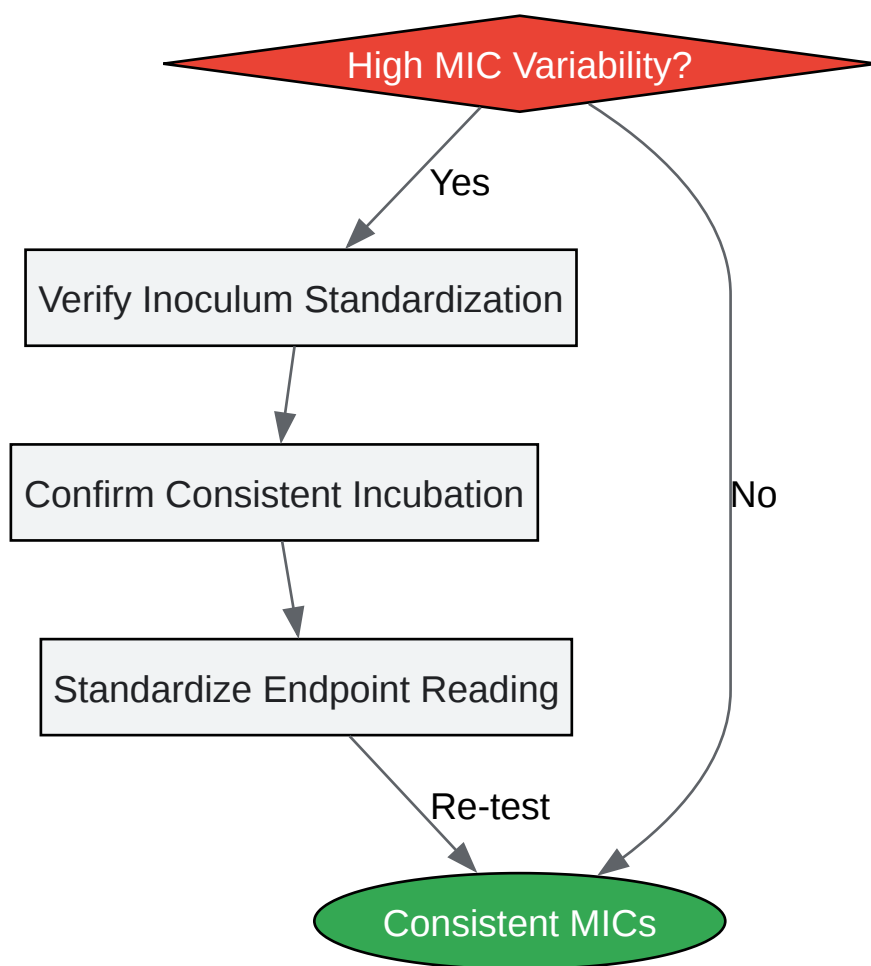 High MIC Variability?
Yes
Verify Inoculum Standardization
Confirm Consistent Incubation
No
Standardize Endpoint Reading
Re-test
Consistent MICs